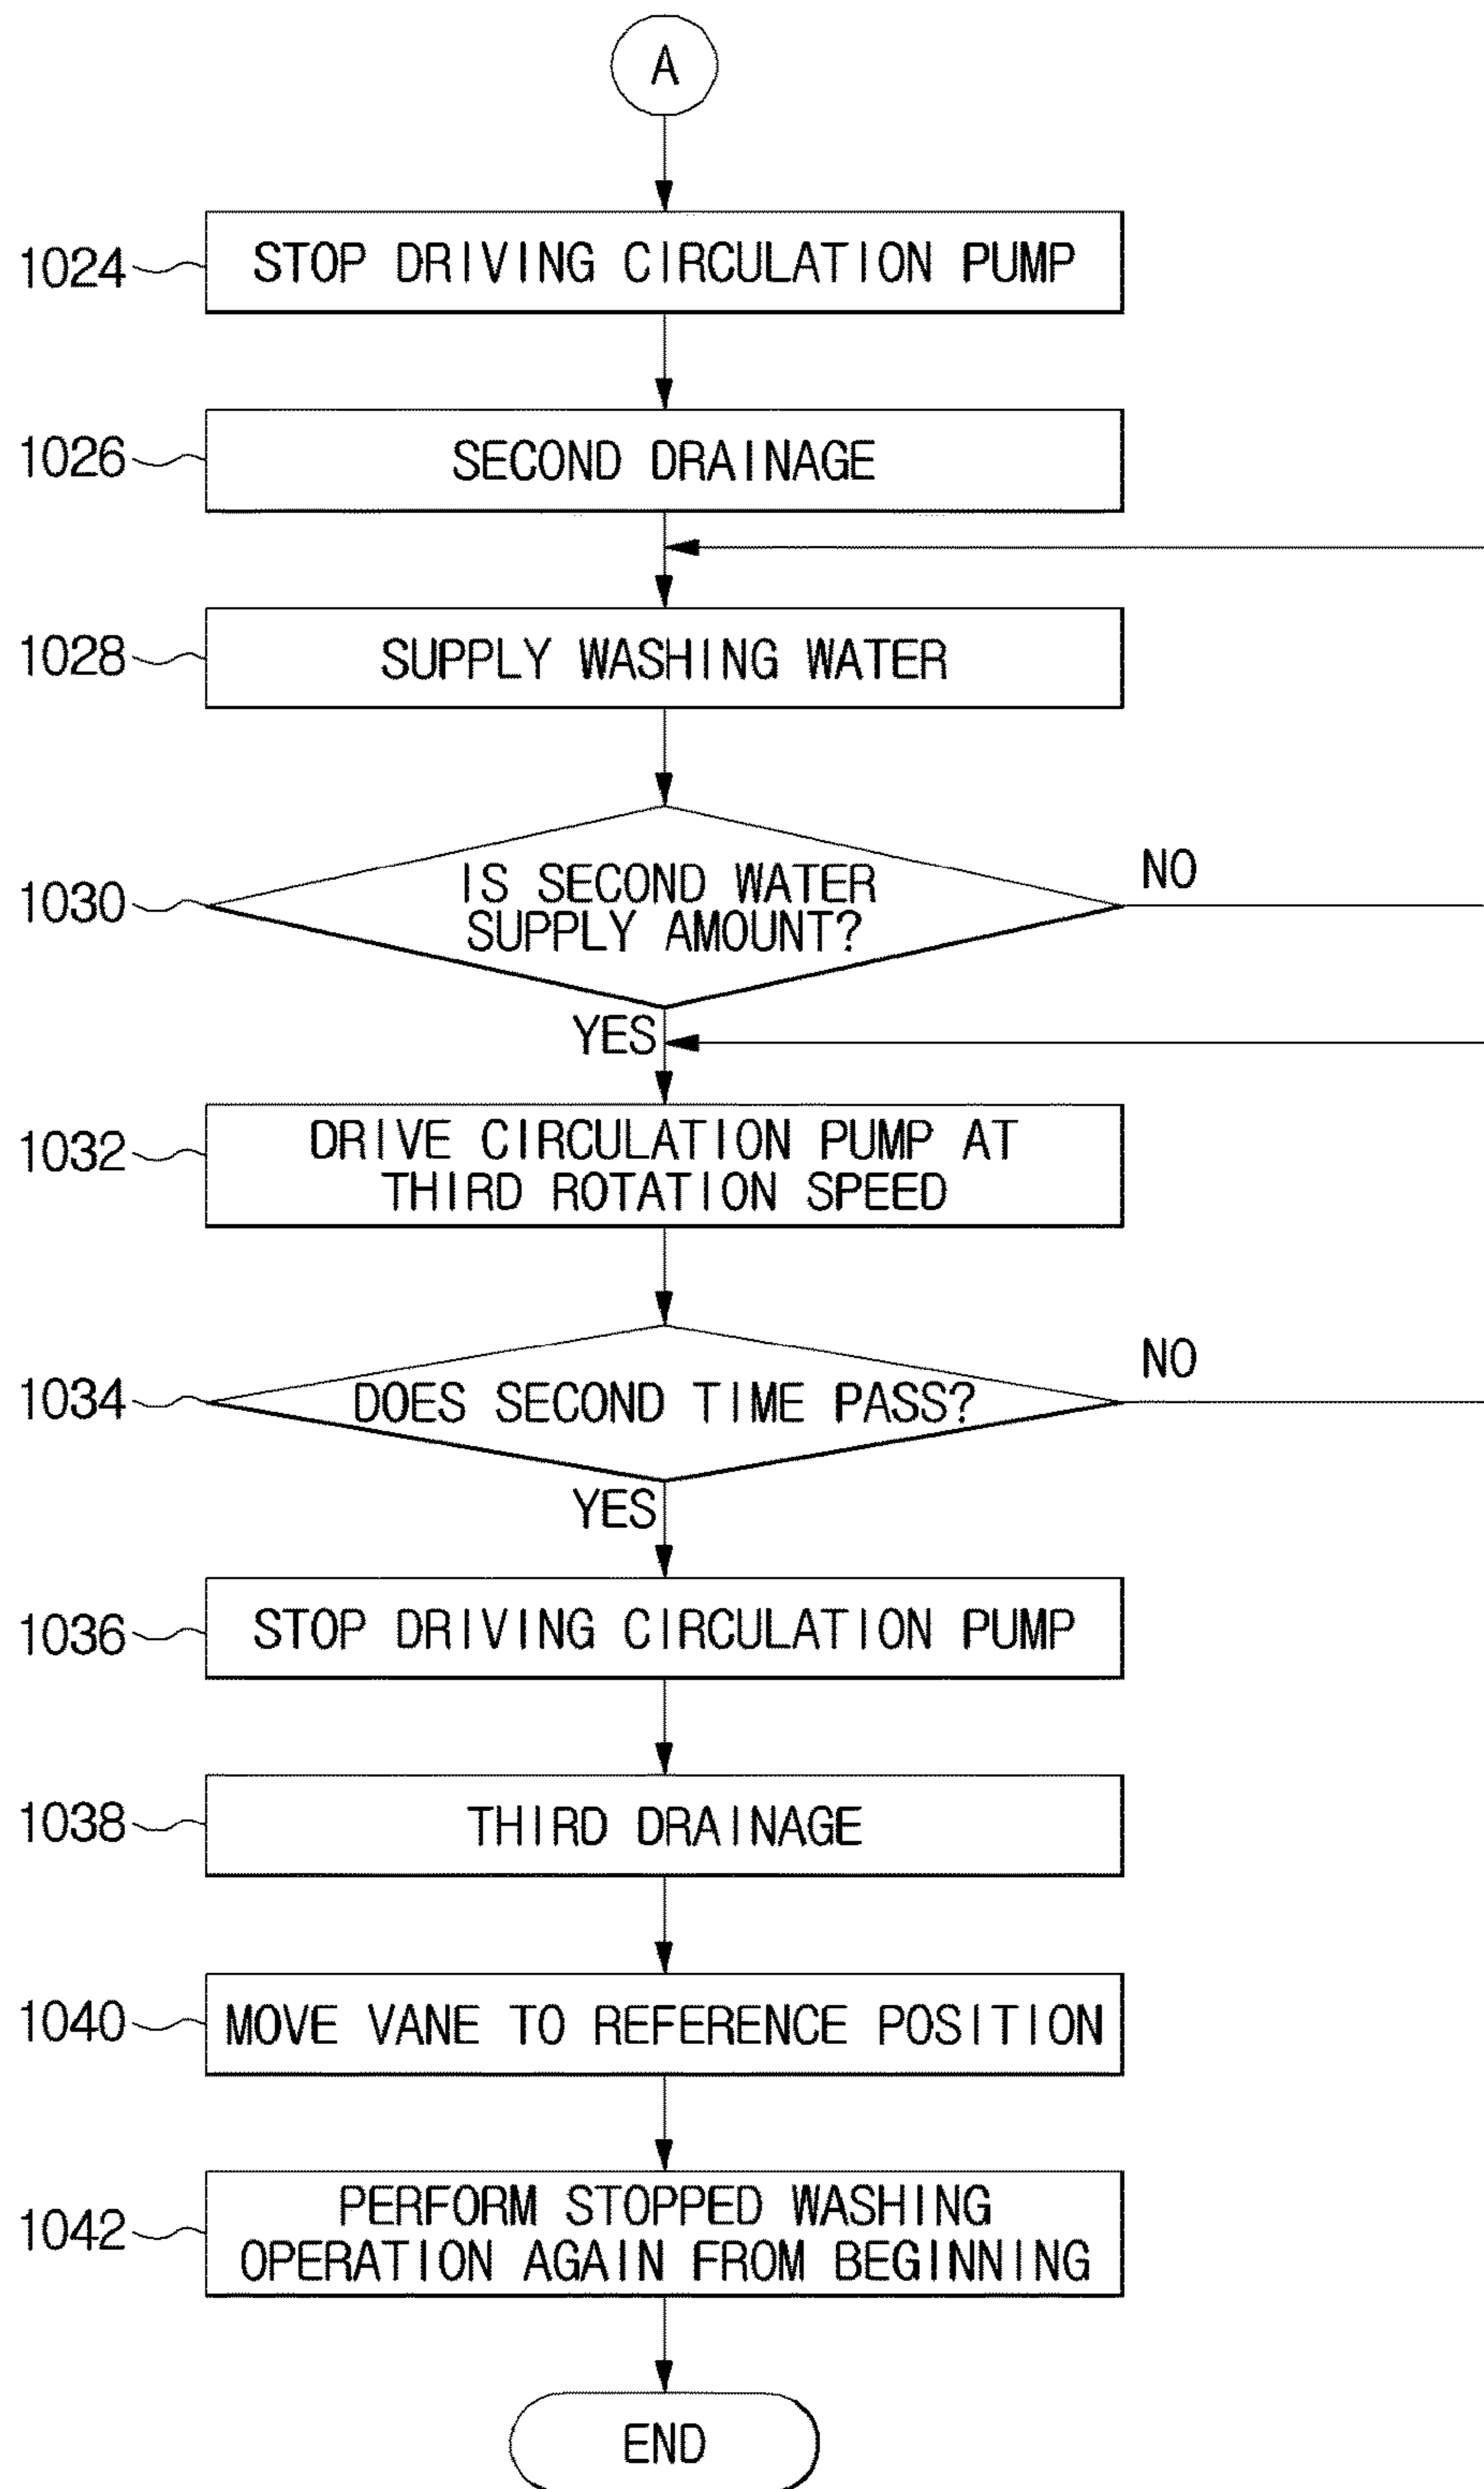 A
1024
STOP DRIVING CIRCULATION PUMP
1026
SECOND DRAINAGE
1028
SUPPLY WASHING WATER
1030
IS SECOND WATER
SUPPLY AMOUNT?
NO
YES
1032
DRIVE CIRCULATION PUMP AT
THIRD ROTATION SPEED
1034
DOES SECOND TIME PASS?
NO
YES
1036
STOP DRIVING CIRCULATION PUMP
1038
THIRD DRAINAGE
1040
MOVE VANE TO REFERENCE POSITION
1042
PERFORM STOPPED WASHING
OPERATION AGAIN FROM BEGINNING
END